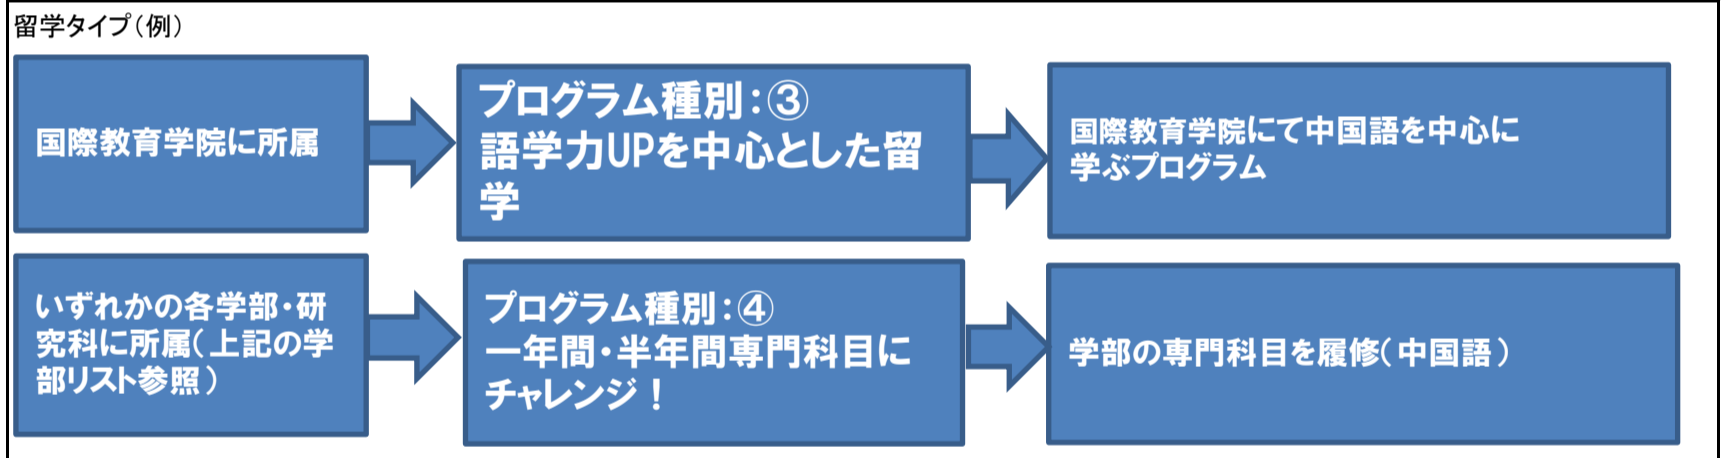 留学タイプ(例)
国際教育学院に所属
プログラム種別:③
語学力UPを中心とした留
学
国際教育学院にて中国語を中心に
学ぶプログラム
いずれかの各学部・研
究科に所属(上記の学
部リスト参照)
プログラム種別:④
一年間・半年間専門科目に
チャレンジ!
学部の専門科目を履修(中国語)